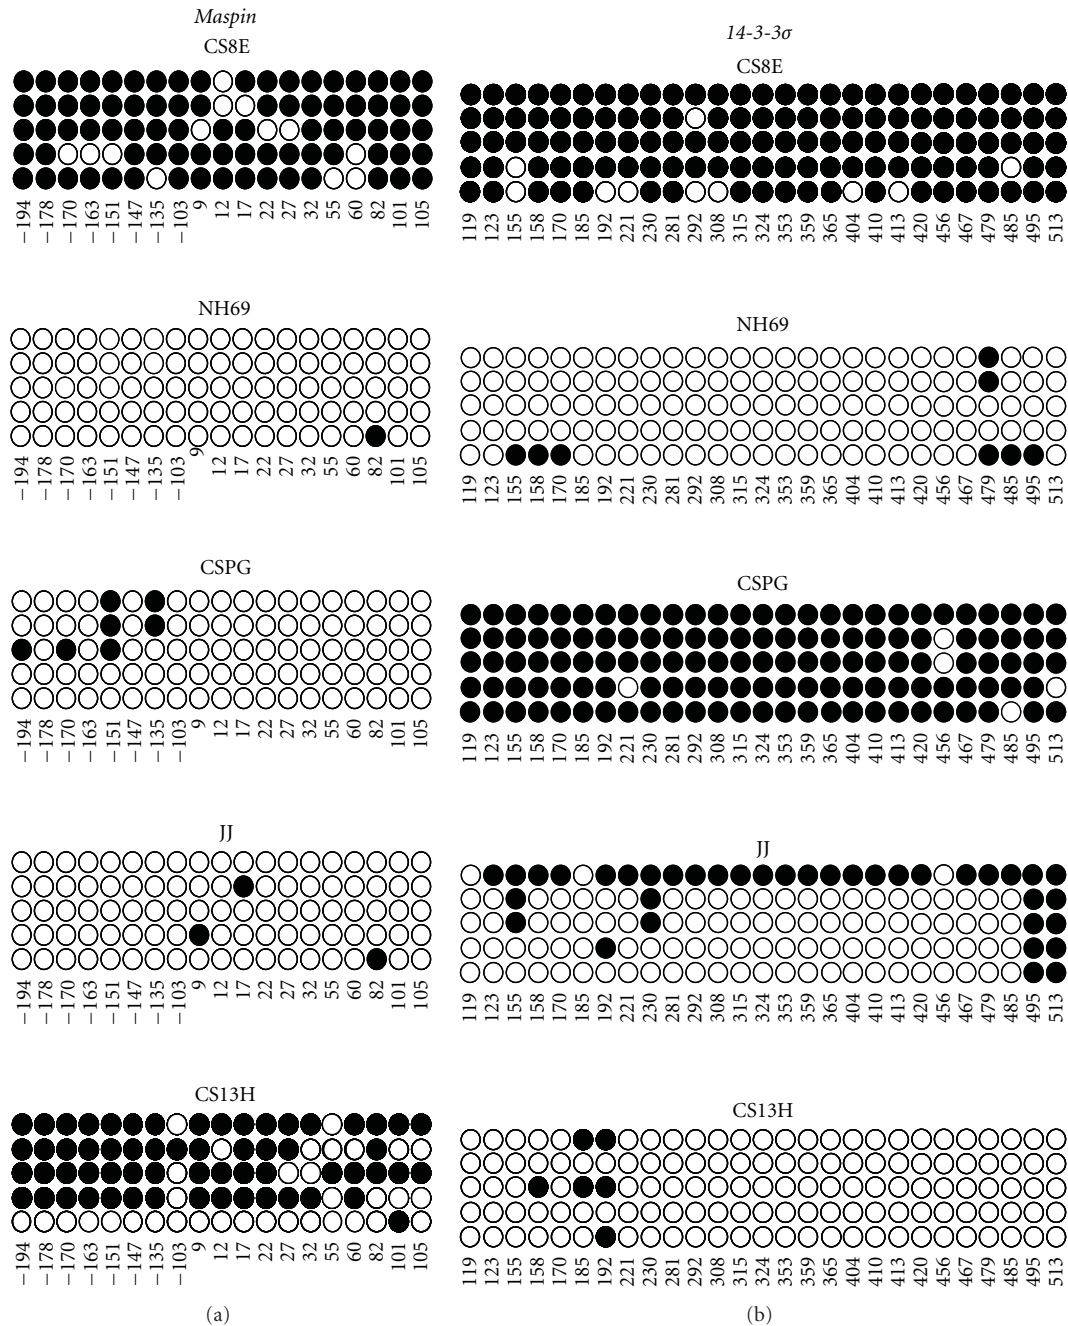 Maspin
CS8E
−194 −178 −170 −163 −151 −147 −135 −103 9 12 17 22 27 32 55 60 82 101 105
NH69
−194 −178 −170 −163 −151 −147 −135 −103 9 12 17 22 27 32 55 60 82 101 105
CSPG
−194 −178 −170 −163 −151 −147 −135 −103 9 12 17 22 27 32 55 60 82 101 105
JJ
−194 −178 −170 −163 −151 −147 −135 −103 9 12 17 22 27 32 55 60 82 101 105
CS13H
−194 −178 −170 −163 −151 −147 −135 −103 9 12 17 22 27 32 55 60 82 101 105
(a)
14-3-3σ
CS8E
119 123 155 158 170 185 192 221 230 281 292 308 315 324 353 359 365 404 410 413 420 456 467 479 485 495 513
NH69
119 123 155 158 170 185 192 221 230 281 292 308 315 324 353 359 365 404 410 413 420 456 467 479 485 495 513
CSPG
119 123 155 158 170 185 192 221 230 281 292 308 315 324 353 359 365 404 410 413 420 456 467 479 485 495 513
JJ
119 123 155 158 170 185 192 221 230 281 292 308 315 324 353 359 365 404 410 413 420 456 467 479 485 495 513
CS13H
119 123 155 158 170 185 192 221 230 281 292 308 315 324 353 359 365 404 410 413 420 456 467 479 485 495 513
(b)